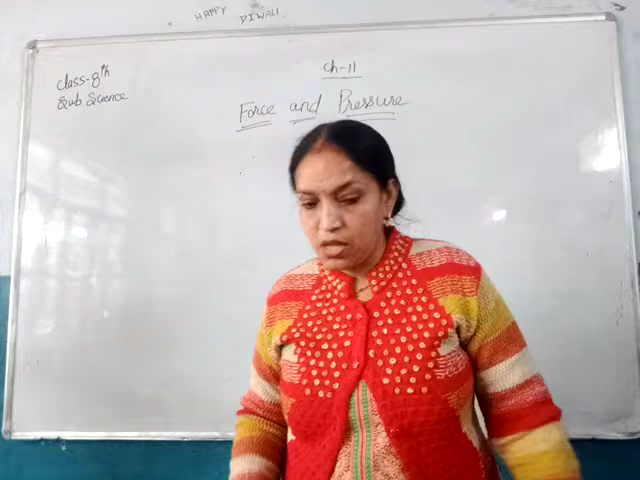 HAPPY DIWALI
Class-8th
Sub Science
Ch-11
Force and Pressure